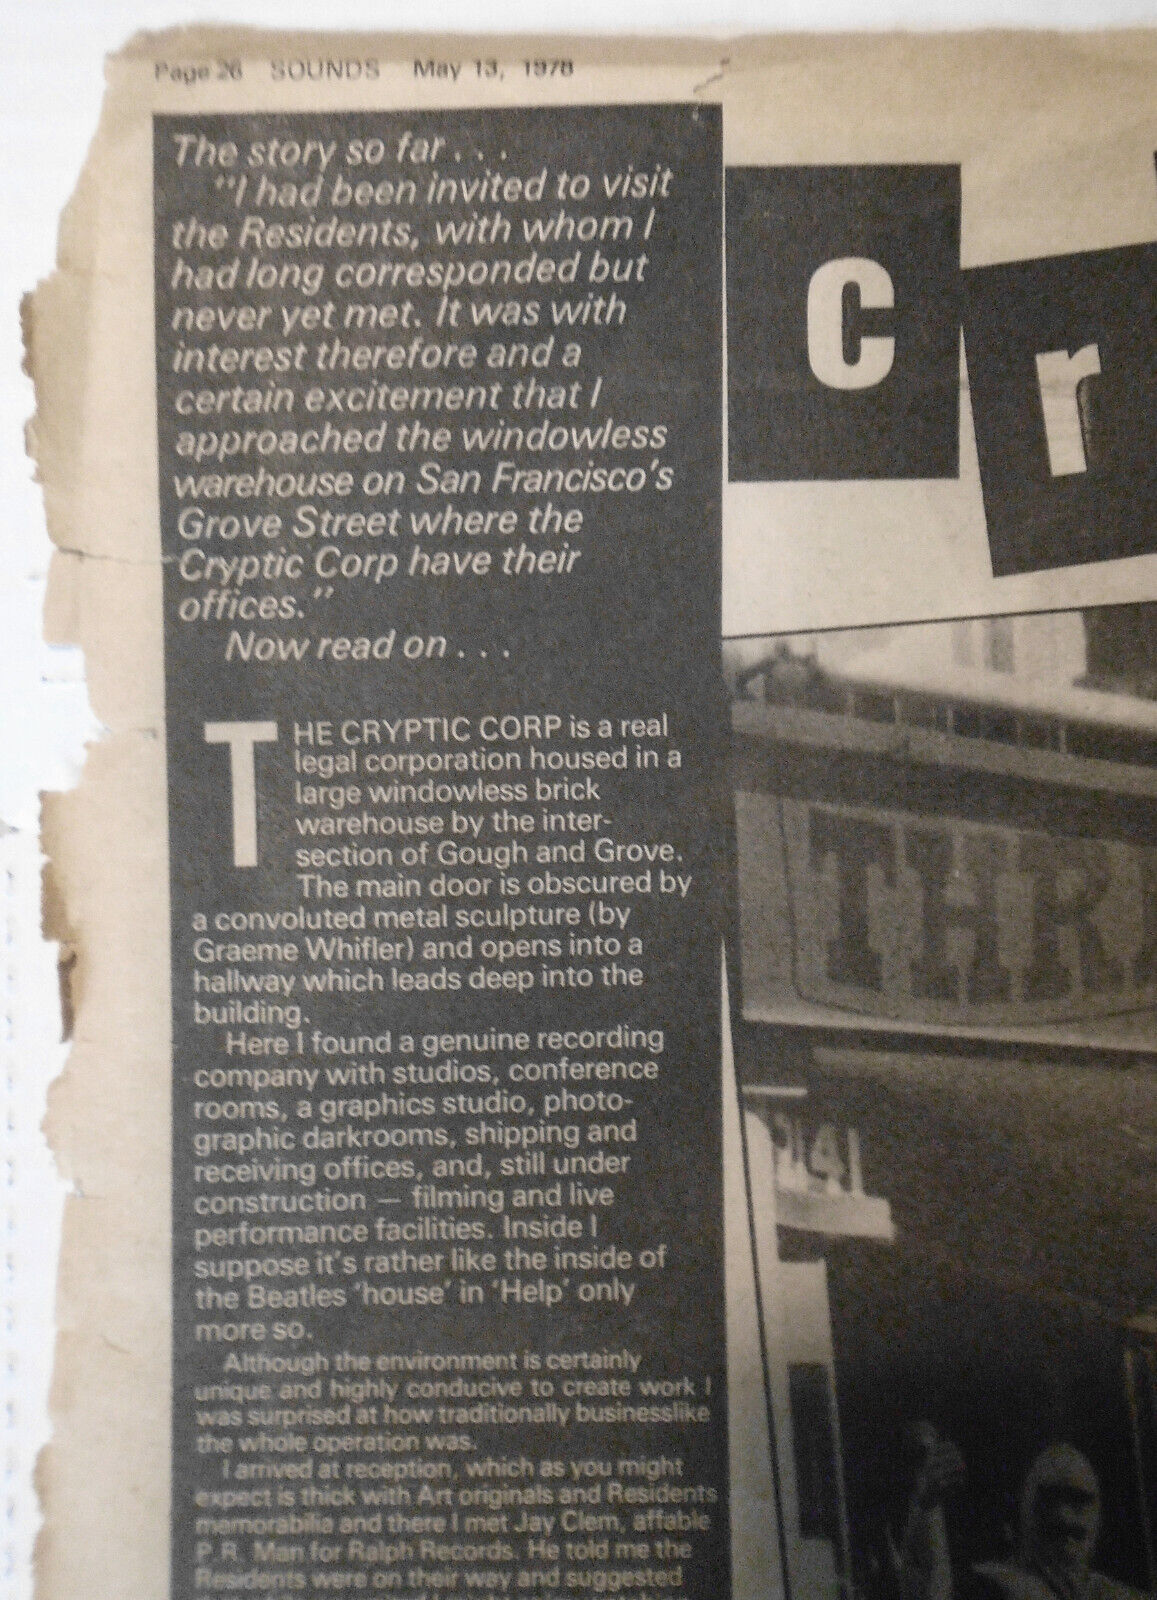 Page 26 SOUNDS May 13, 1978
The story so far . . .
"I had been invited to visit
the Residents, with whom I
had long corresponded but
never yet met. It was with
interest therefore and a
certain excitement that I
approached the windowless
warehouse on San Francisco's
Grove Street where the
Cryptic Corp have their
offices."
Now read on . . .
THE CRYPTIC CORP is a real
legal corporation housed in a
large windowless brick
warehouse by the inter-
section of Gough and Grove.
The main door is obscured by
a convoluted metal sculpture (by
Graeme Whifler) and opens into a
hallway which leads deep into the
building.
Here I found a genuine recording
company with studios, conference
rooms, a graphics studio, photo-
graphic darkrooms, shipping and
receiving offices, and, still under
construction — filming and live
performance facilities. Inside I
suppose it's rather like the inside of
the Beatles 'house' in 'Help' only
more so.
Although the environment is certainly
unique and highly conducive to create work I
was surprised at how traditionally businesslike
the whole operation was.
I arrived at reception, which as you might
expect is thick with Art originals and Residents
memorabilia and there I met Jay Clem, affable
P.R. Man for Ralph Records. He told me the
Residents were on their way and suggested
c r
THR